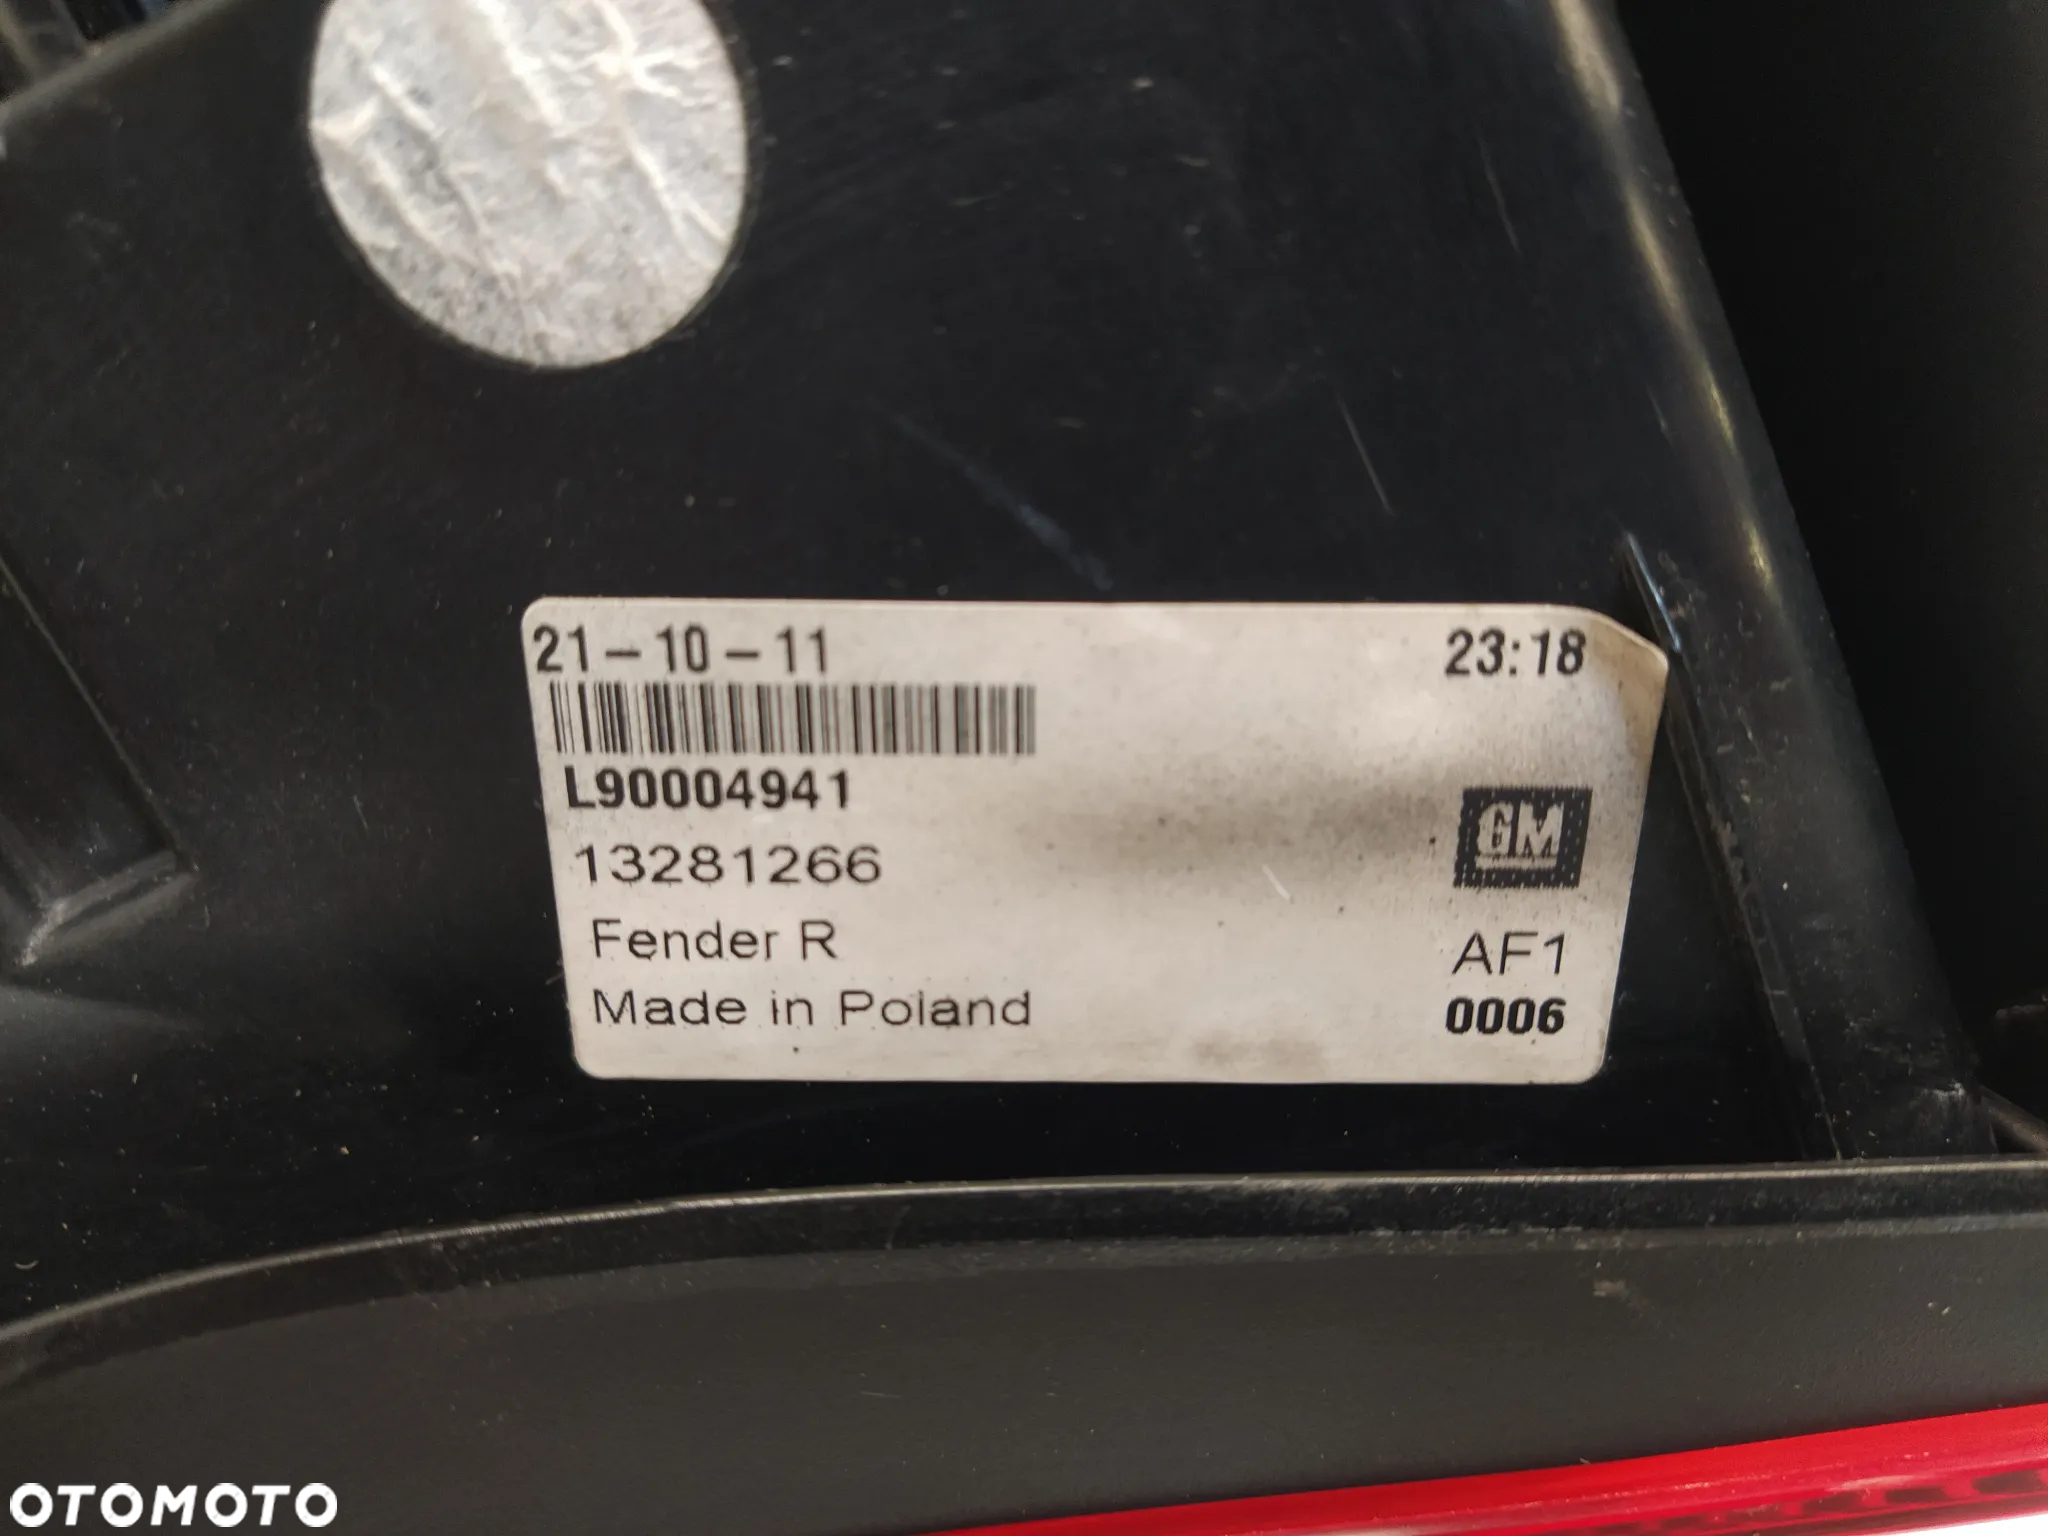 21-10-11 23:18
L90004941
13281266
GM
Fender R AF1
Made in Poland 0006
OTOMOTO